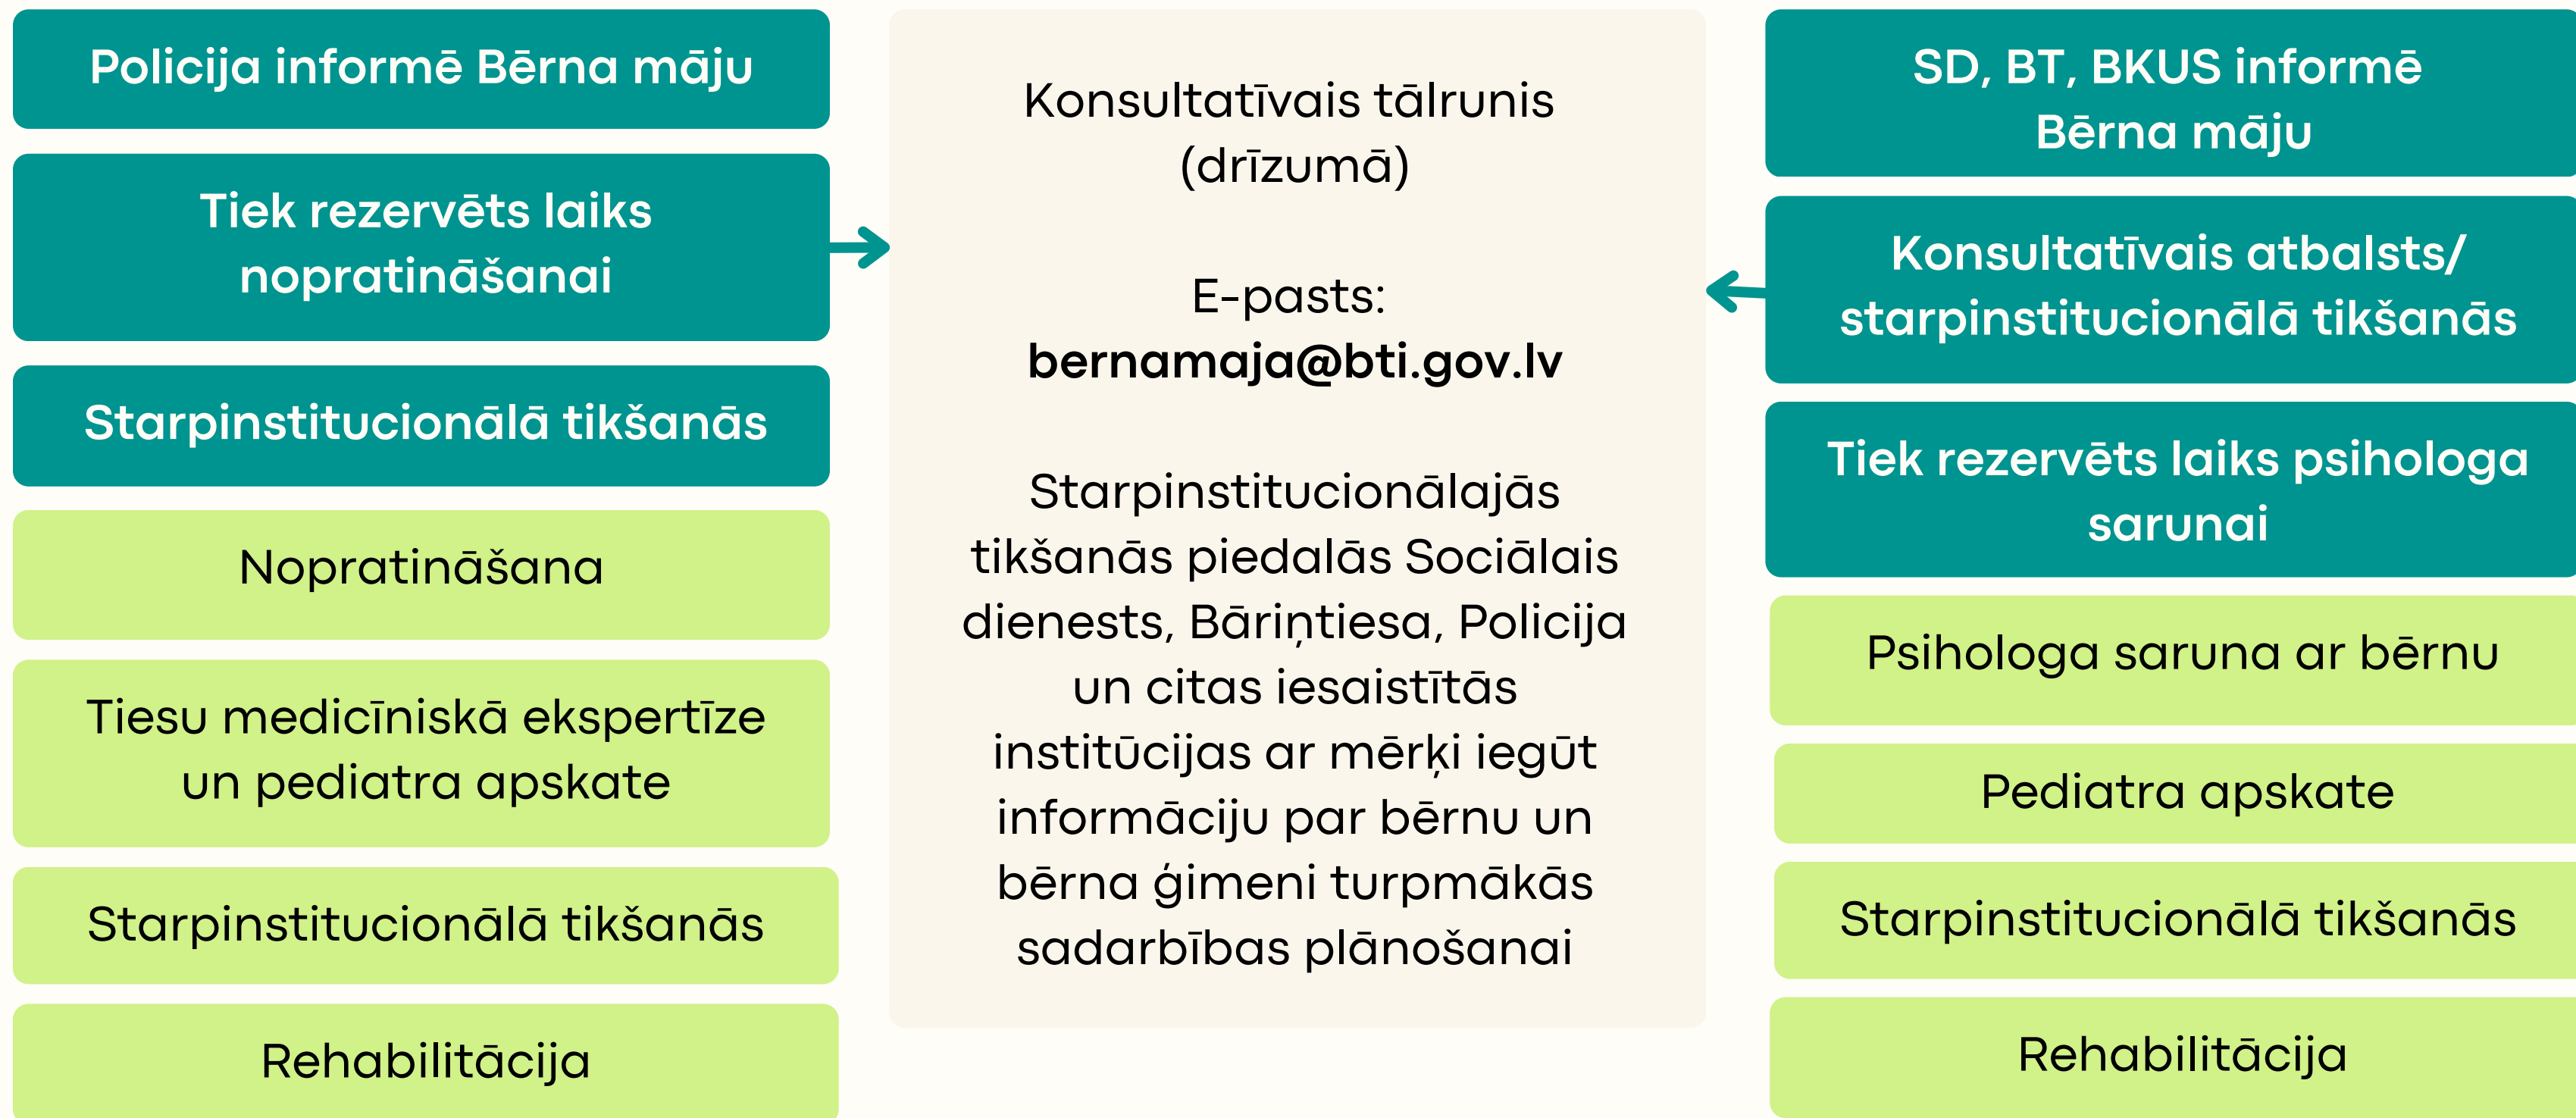 Policija informē Bērna māju
Tiek rezervēts laiks
nopratināšanai
Starpinstitucionālā tikšanās
Nopratināšana
Tiesu medicīniskā ekspertīze
un pediatra apskate
Starpinstitucionālā tikšanās
Rehabilitācija
Konsultatīvais tālrunis
(drīzumā)
E-pasts:
bernamaja@bti.gov.lv
Starpinstitucionālajās
tikšanās piedalās Sociālais
dienests, Bāriņtiesa, Policija
un citas iesaistītās
institūcijas ar mērķi iegūt
informāciju par bērnu un
bērna ģimeni turpmākās
sadarbības plānošanai
SD, BT, BKUS informē
Bērna māju
Konsultatīvais atbalsts/
starpinstitucionālā tikšanās
Tiek rezervēts laiks psihologa
sarunai
Psihologa saruna ar bērnu
Pediatra apskate
Starpinstitucionālā tikšanās
Rehabilitācija